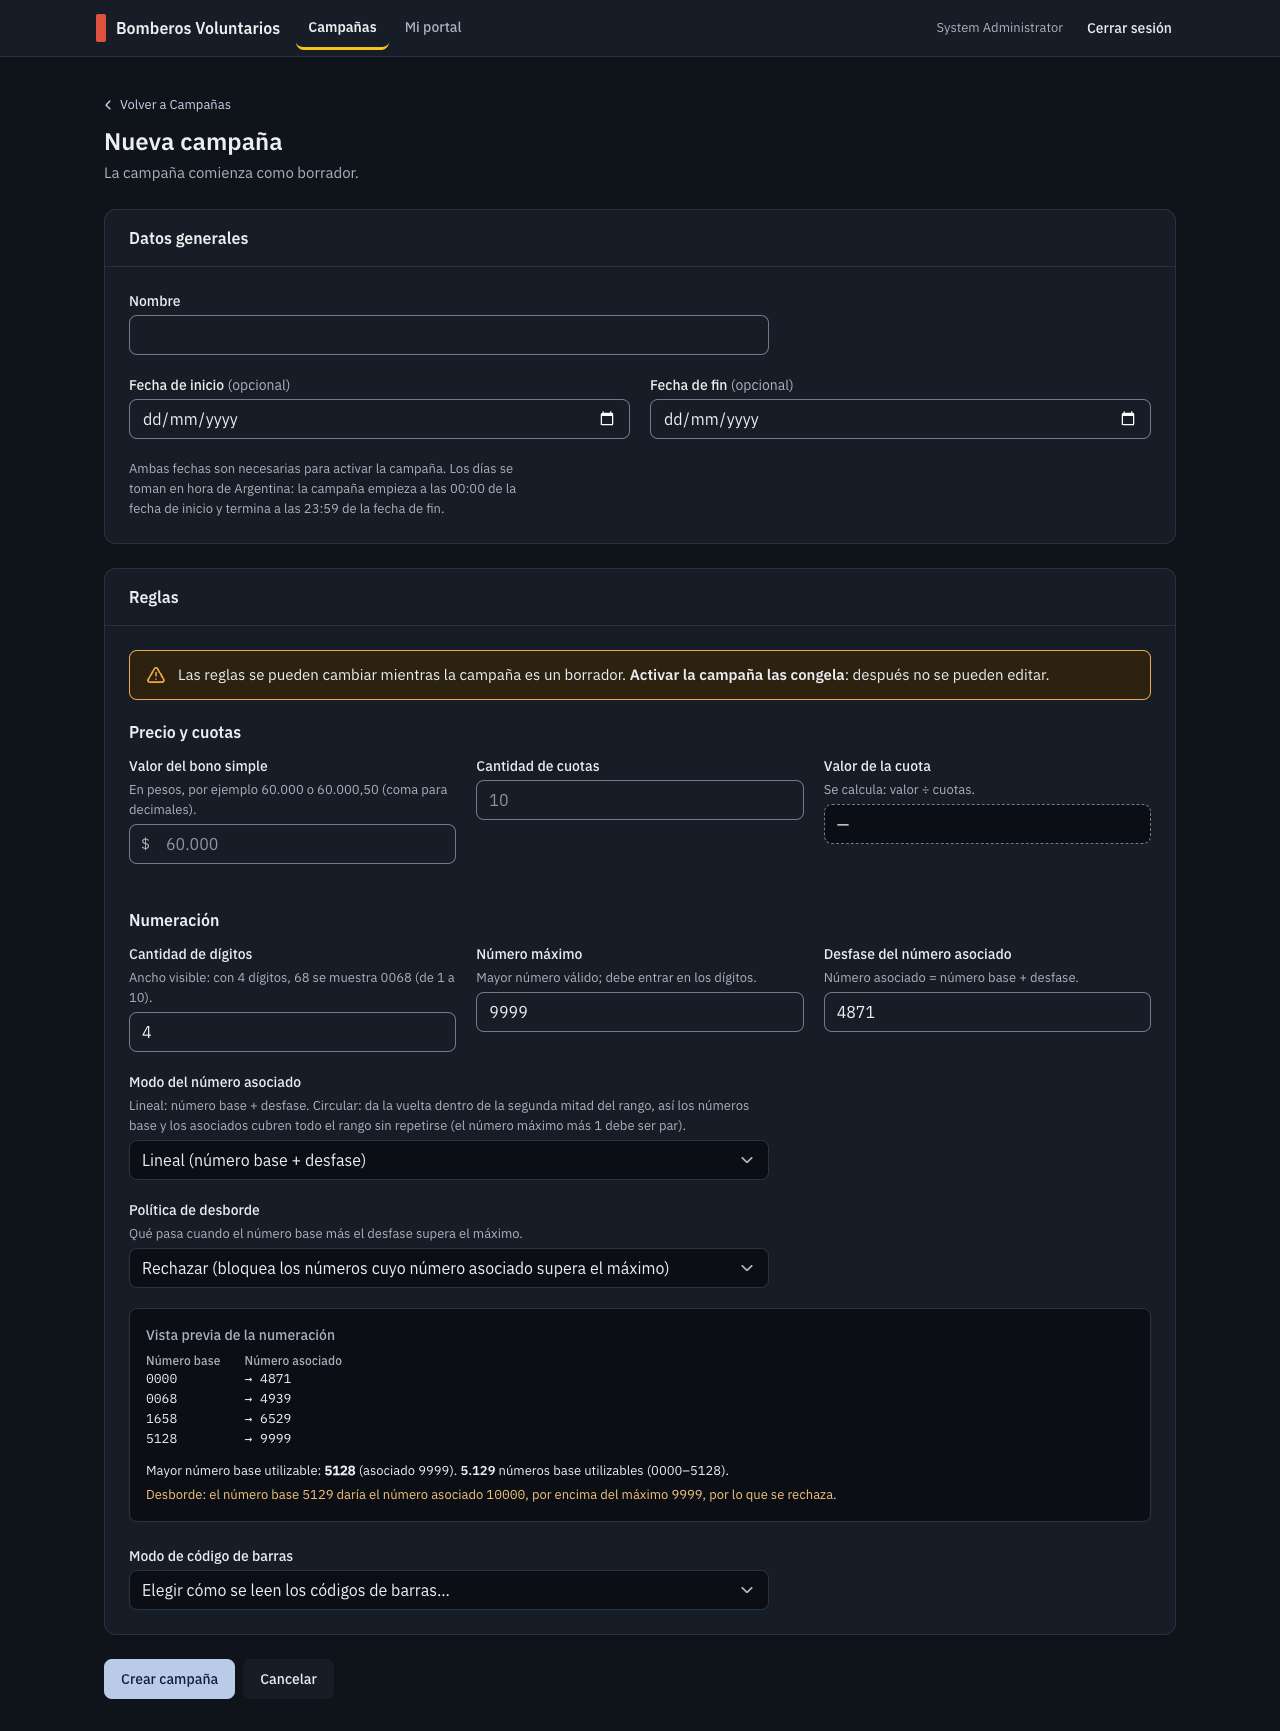 Bomberos Voluntarios
Campañas
Mi portal
System Administrator
Cerrar sesión
Volver a Campañas
Nueva campaña
La campaña comienza como borrador.
Datos generales
Nombre
Fecha de inicio (opcional)
Fecha de fin (opcional)
dd/mm/yyyy
dd/mm/yyyy
Ambas fechas son necesarias para activar la campaña. Los días se
toman en hora de Argentina: la campaña empieza a las 00:00 de la
fecha de inicio y termina a las 23:59 de la fecha de fin.
Reglas
Las reglas se pueden cambiar mientras la campaña es un borrador. Activar la campaña las congela: después no se pueden editar.
Precio y cuotas
Valor del bono simple
En pesos, por ejemplo 60.000 o 60.000,50 (coma para
decimales).
$ 60.000
Cantidad de cuotas
10
Valor de la cuota
Se calcula: valor ÷ cuotas.
—
Numeración
Cantidad de dígitos
Ancho visible: con 4 dígitos, 68 se muestra 0068 (de 1 a
10).
4
Número máximo
Mayor número válido; debe entrar en los dígitos.
9999
Desfase del número asociado
Número asociado = número base + desfase.
4871
Modo del número asociado
Lineal: número base + desfase. Circular: da la vuelta dentro de la segunda mitad del rango, así los números
base y los asociados cubren todo el rango sin repetirse (el número máximo más 1 debe ser par).
Lineal (número base + desfase)
Política de desborde
Qué pasa cuando el número base más el desfase supera el máximo.
Rechazar (bloquea los números cuyo número asociado supera el máximo)
Vista previa de la numeración
Número base Número asociado
0000 → 4871
0068 → 4939
1658 → 6529
5128 → 9999
Mayor número base utilizable: 5128 (asociado 9999). 5.129 números base utilizables (0000–5128).
Desborde: el número base 5129 daría el número asociado 10000, por encima del máximo 9999, por lo que se rechaza.
Modo de código de barras
Elegir cómo se leen los códigos de barras…
Crear campaña
Cancelar